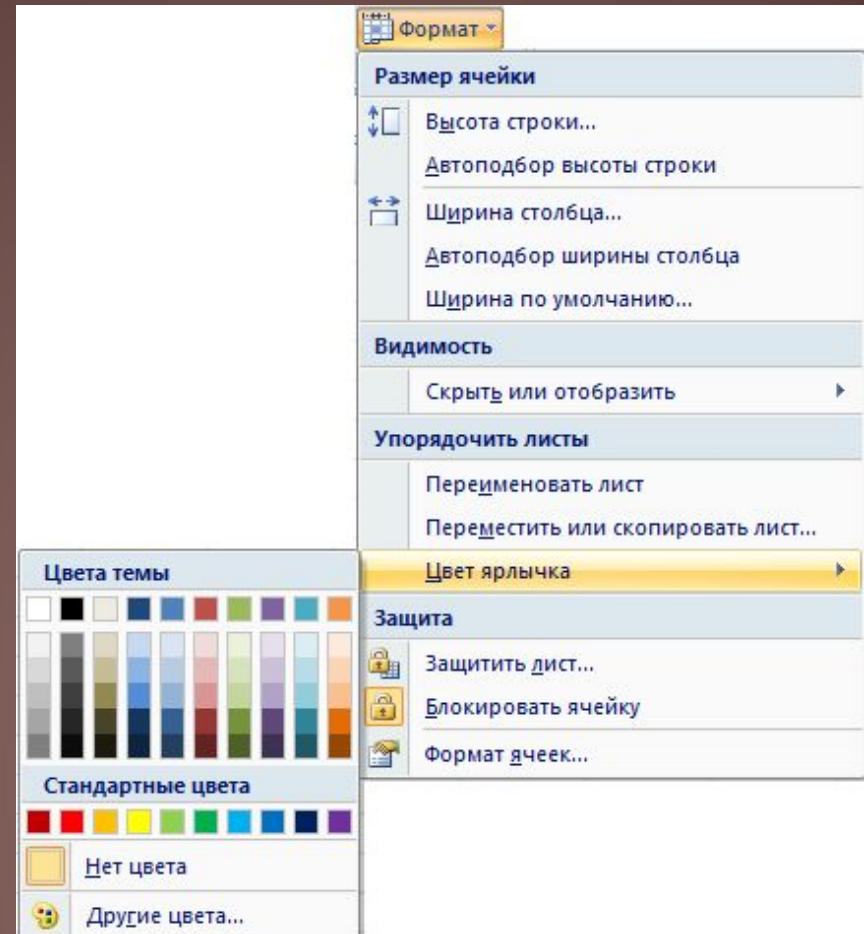 Формат
Размер ячейки
Высота строки...
Автоподбор высоты строки
Ширина столбца...
Автоподбор ширины столбца
Ширина по умолчанию...
Видимость
Скрыть или отобразить
Упорядочить листы
Переименовать лист
Переместить или скопировать лист...
Цвет ярлычка
Защита
Защитить лист...
Блокировать ячейку
Формат ячеек...
Цвета темы
Стандартные цвета
Нет цвета
Другие цвета...